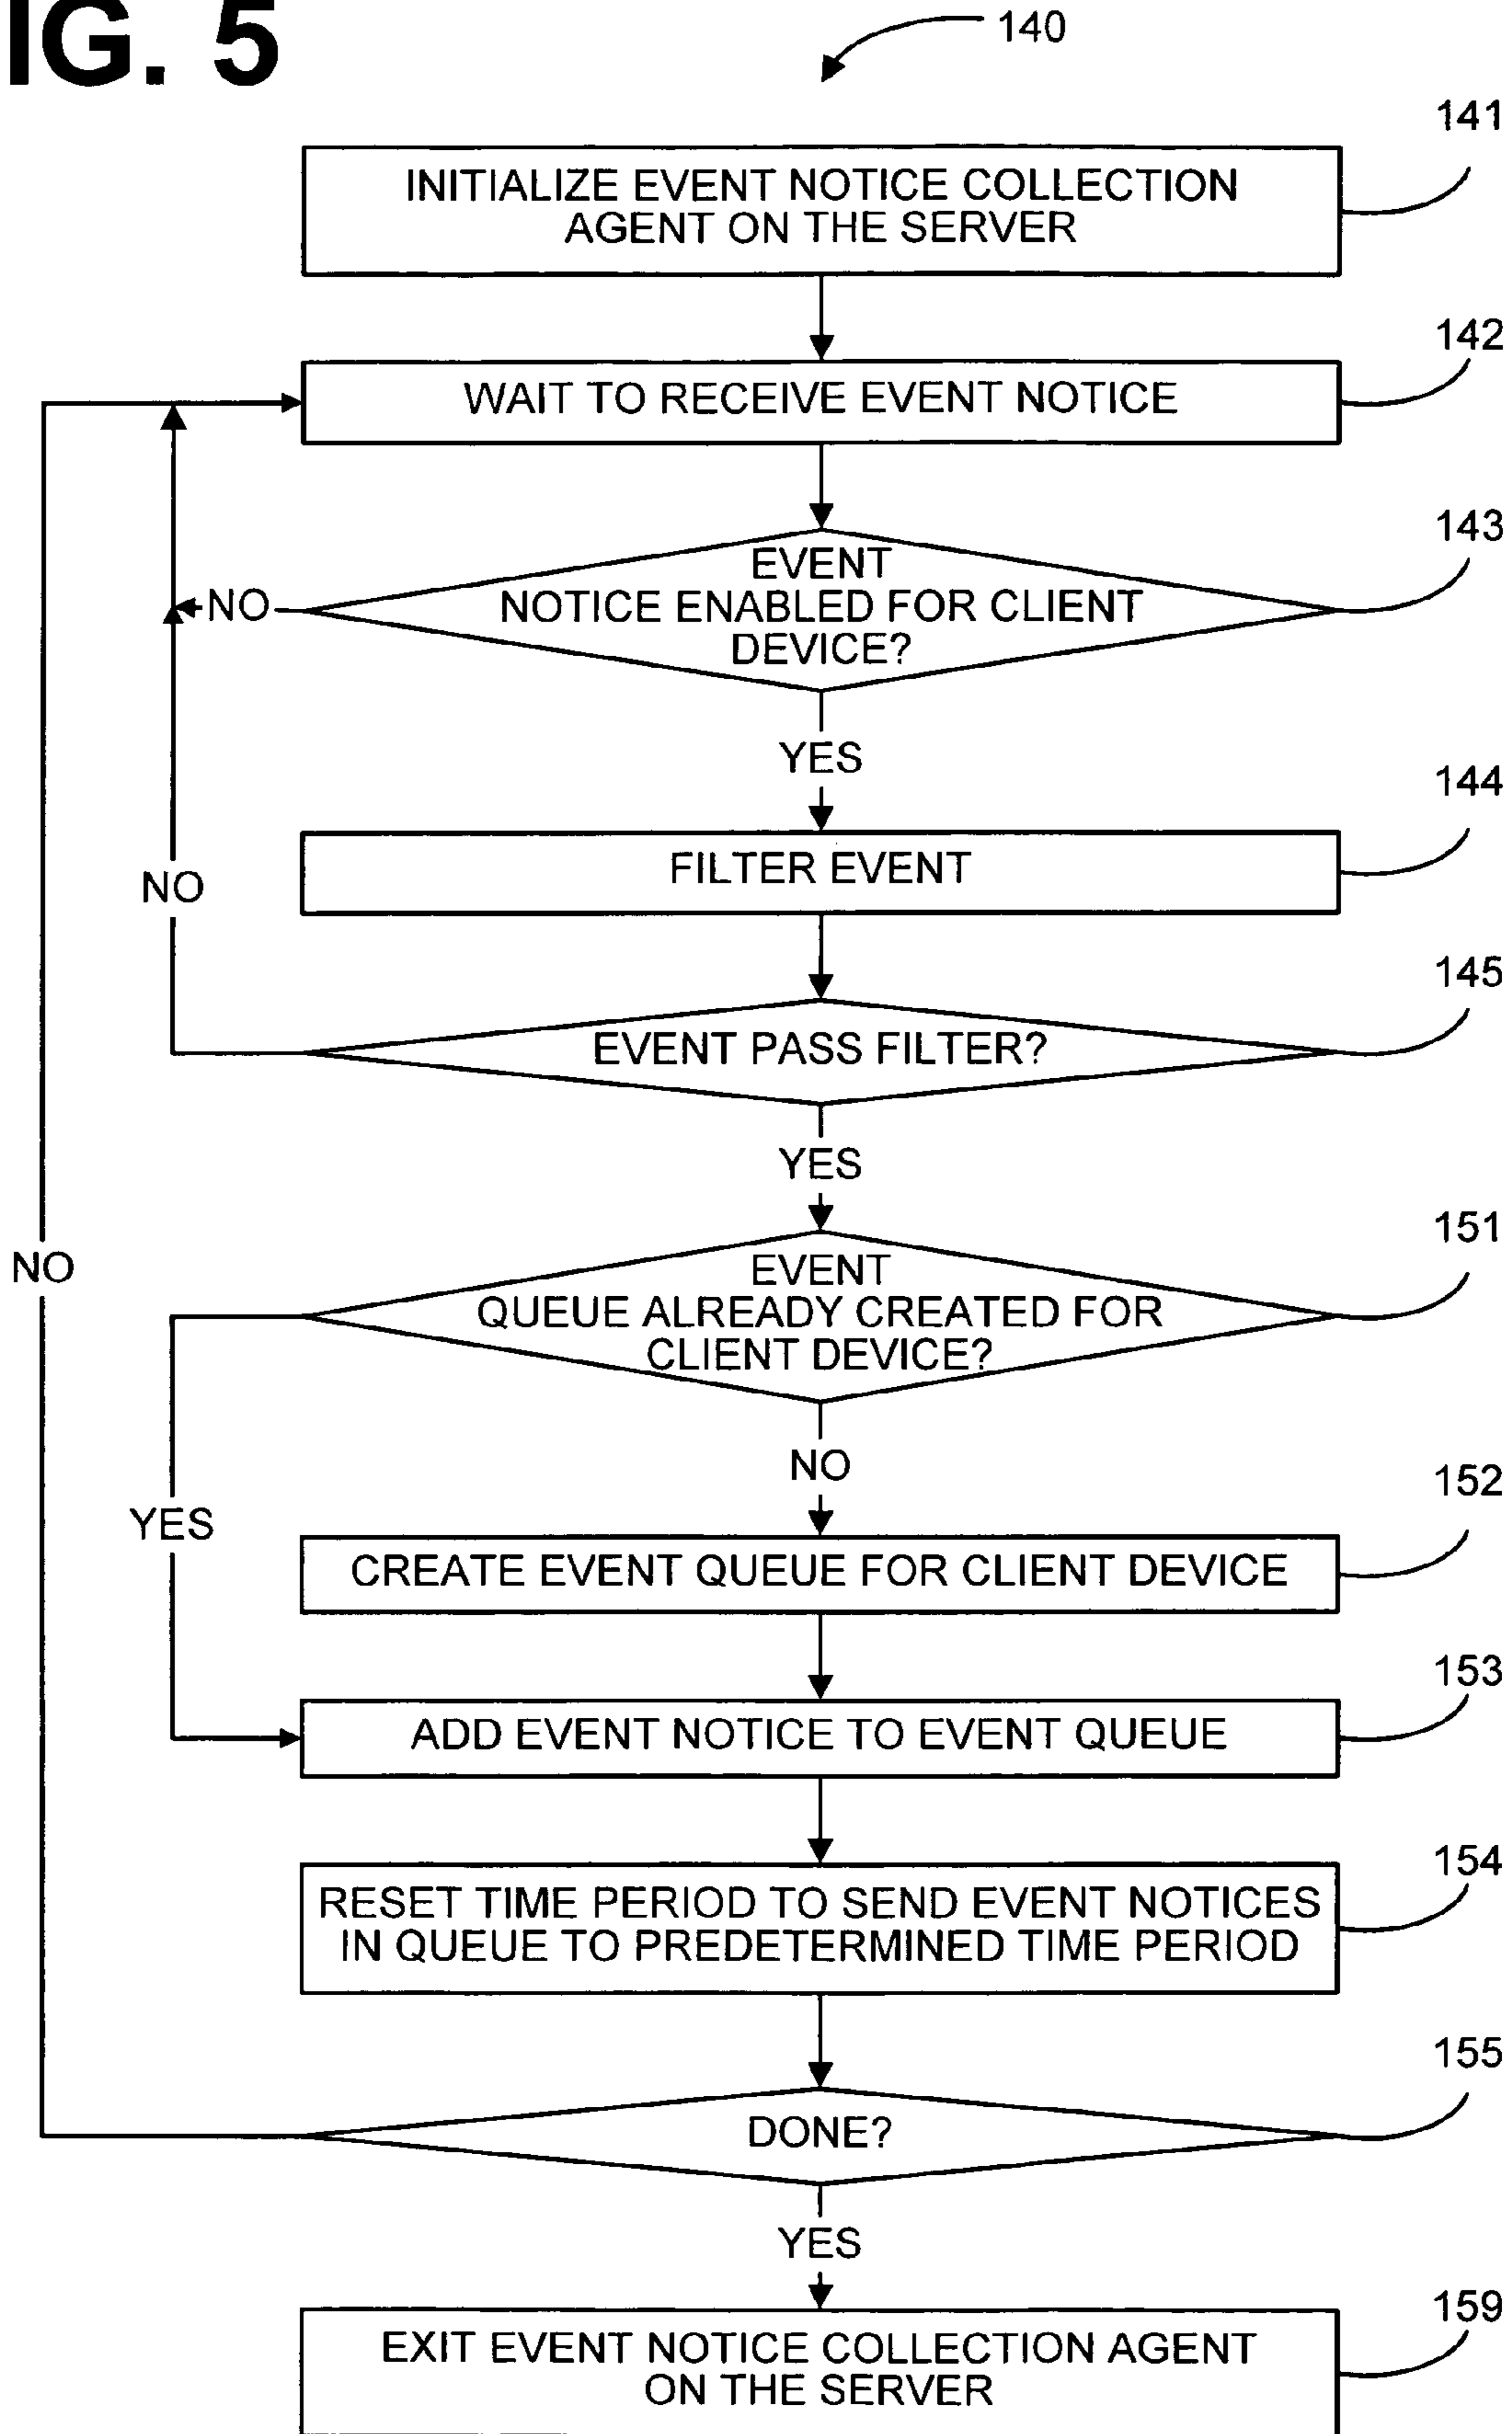 IG. 5
140
141
INITIALIZE EVENT NOTICE COLLECTION
AGENT ON THE SERVER
142
WAIT TO RECEIVE EVENT NOTICE
143
EVENT
NOTICE ENABLED FOR CLIENT
DEVICE?
NO
YES
144
FILTER EVENT
NO
145
EVENT PASS FILTER?
YES
151
EVENT
QUEUE ALREADY CREATED FOR
CLIENT DEVICE?
NO
NO
YES
152
CREATE EVENT QUEUE FOR CLIENT DEVICE
153
ADD EVENT NOTICE TO EVENT QUEUE
154
RESET TIME PERIOD TO SEND EVENT NOTICES
IN QUEUE TO PREDETERMINED TIME PERIOD
155
DONE?
YES
159
EXIT EVENT NOTICE COLLECTION AGENT
ON THE SERVER